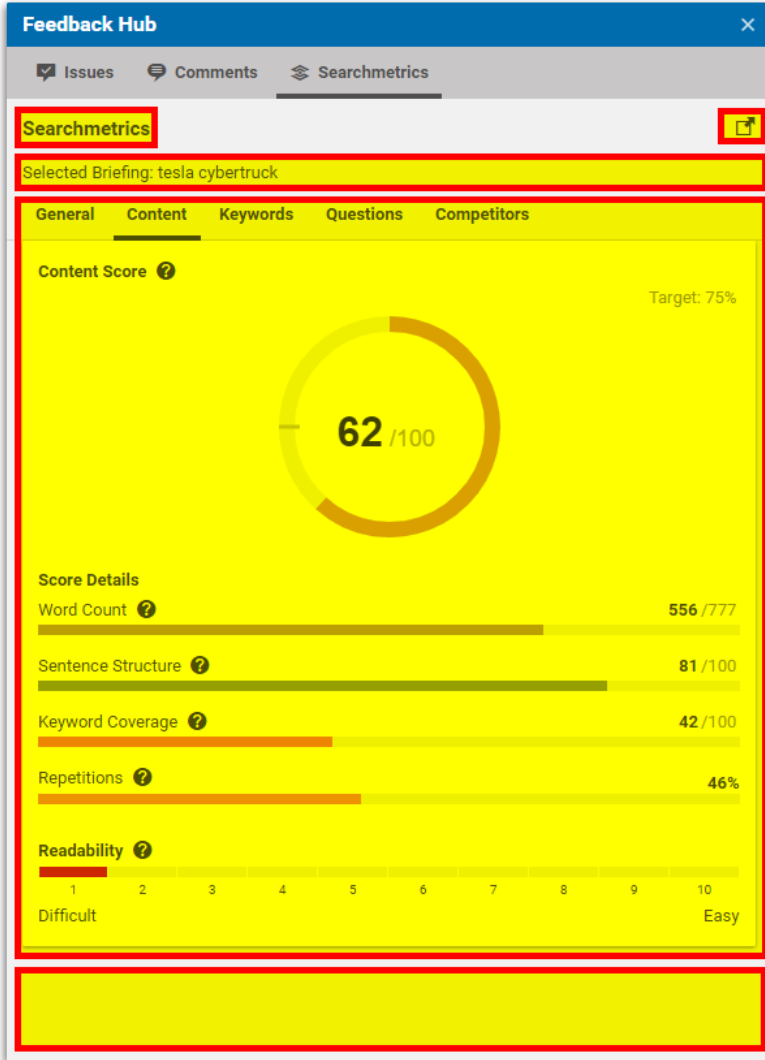 Feedback Hub
Issues Comments Searchmetrics
Searchmetrics
Selected Briefing: tesla cybertruck
General Content Keywords Questions Competitors
Content Score ?
Target: 75%
62 /100
Score Details
Word Count ? 556 /777
Sentence Structure ? 81 /100
Keyword Coverage ? 42 /100
Repetitions ? 46%
Readability ?
1 2 3 4 5 6 7 8 9 10
Difficult Easy